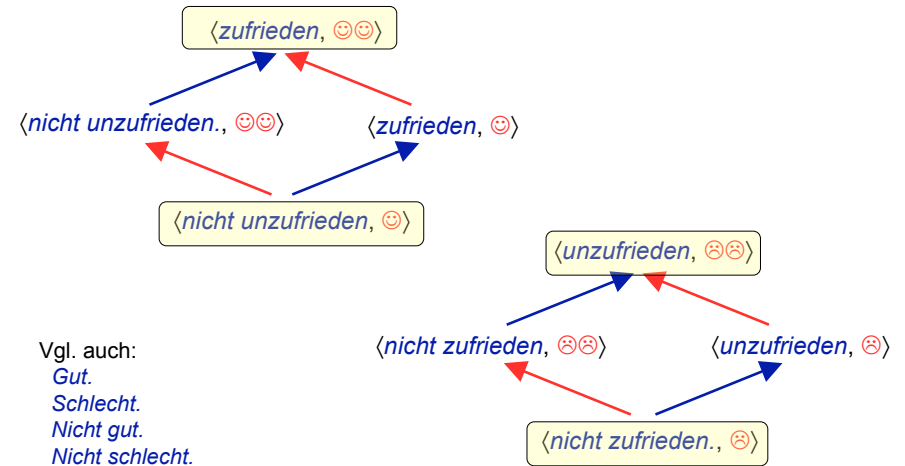 ⟨zufrieden, ☺☺⟩
⟨nicht unzufrieden., ☺☺⟩
⟨zufrieden, ☺⟩
⟨nicht unzufrieden, ☺⟩
⟨unzufrieden, ☹☹⟩
⟨nicht zufrieden, ☹☹⟩
⟨unzufrieden, ☹⟩
⟨nicht zufrieden., ☹⟩
Vgl. auch:
Gut.
Schlecht.
Nicht gut.
Nicht schlecht.